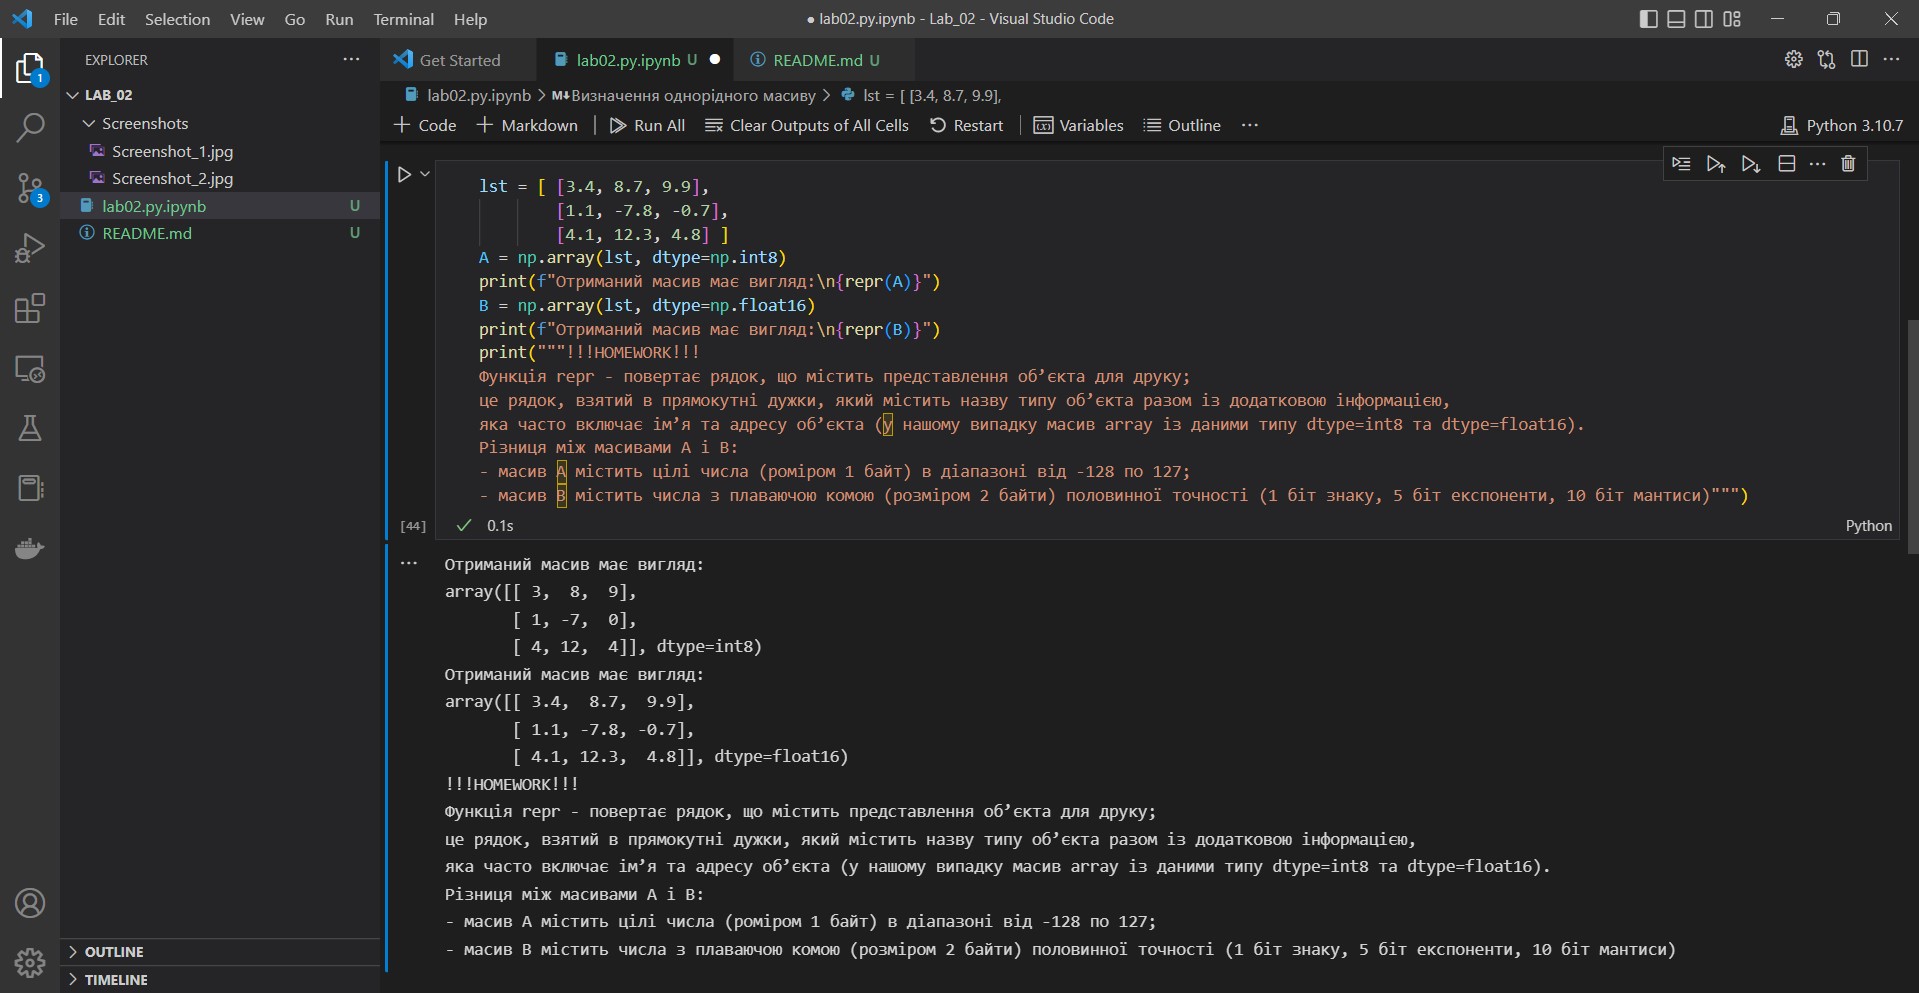 File Edit Selection View Go Run Terminal Help
● lab02.py.ipynb - Lab_02 - Visual Studio Code
EXPLORER ...
Get Started
lab02.py.ipynb U ●
README.md U
LAB_02
Screenshots
Screenshot_1.jpg
Screenshot_2.jpg
lab02.py.ipynb U
README.md U
OUTLINE
TIMELINE
1
3
lab02.py.ipynb > M↓Визначення однорідного масиву > lst = [ [3.4, 8.7, 9.9],
+ Code + Markdown | Run All Clear Outputs of All Cells Restart | Variables Outline ... Python 3.10.7
lst = [ [3.4, 8.7, 9.9],
[1.1, -7.8, -0.7],
[4.1, 12.3, 4.8] ]
A = np.array(lst, dtype=np.int8)
print(f"Отриманий масив має вигляд:\n{repr(A)}")
B = np.array(lst, dtype=np.float16)
print(f"Отриманий масив має вигляд:\n{repr(B)}")
print("""!!!HOMEWORK!!!
Функція repr - повертає рядок, що містить представлення об’єкта для друку;
це рядок, взятий в прямокутні дужки, який містить назву типу об’єкта разом із додатковою інформацією,
яка часто включає ім’я та адресу об’єкта (у нашому випадку масив array із даними типу dtype=int8 та dtype=float16).
Різниця між масивами А і В:
- масив А містить цілі числа (роміром 1 байт) в діапазоні від -128 по 127;
- масив В містить числа з плаваючою комою (розміром 2 байти) половинної точності (1 біт знаку, 5 біт експоненти, 10 біт мантиси)""")
[44] ✓ 0.1s Python
... Отриманий масив має вигляд:
array([[ 3, 8, 9],
[ 1, -7, 0],
[ 4, 12, 4]], dtype=int8)
Отриманий масив має вигляд:
array([[ 3.4, 8.7, 9.9],
[ 1.1, -7.8, -0.7],
[ 4.1, 12.3, 4.8]], dtype=float16)
!!!HOMEWORK!!!
Функція repr - повертає рядок, що містить представлення об’єкта для друку;
це рядок, взятий в прямокутні дужки, який містить назву типу об’єкта разом із додатковою інформацією,
яка часто включає ім’я та адресу об’єкта (у нашому випадку масив array із даними типу dtype=int8 та dtype=float16).
Різниця між масивами А і В:
- масив А містить цілі числа (роміром 1 байт) в діапазоні від -128 по 127;
- масив В містить числа з плаваючою комою (розміром 2 байти) половинної точності (1 біт знаку, 5 біт експоненти, 10 біт мантиси)